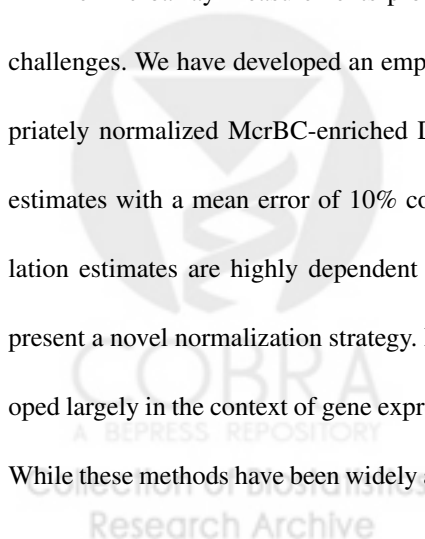 challenges. We have developed an emp
priately normalized McrBC-enriched
estimates with a mean error of 10% co
lation estimates are highly dependent
present a novel normalization strategy.
COBRA
A BEPRESS REPOSITORY
oped largely in the context of gene expr
While these methods have been widely
Collection of Biostatistics
Research Archive